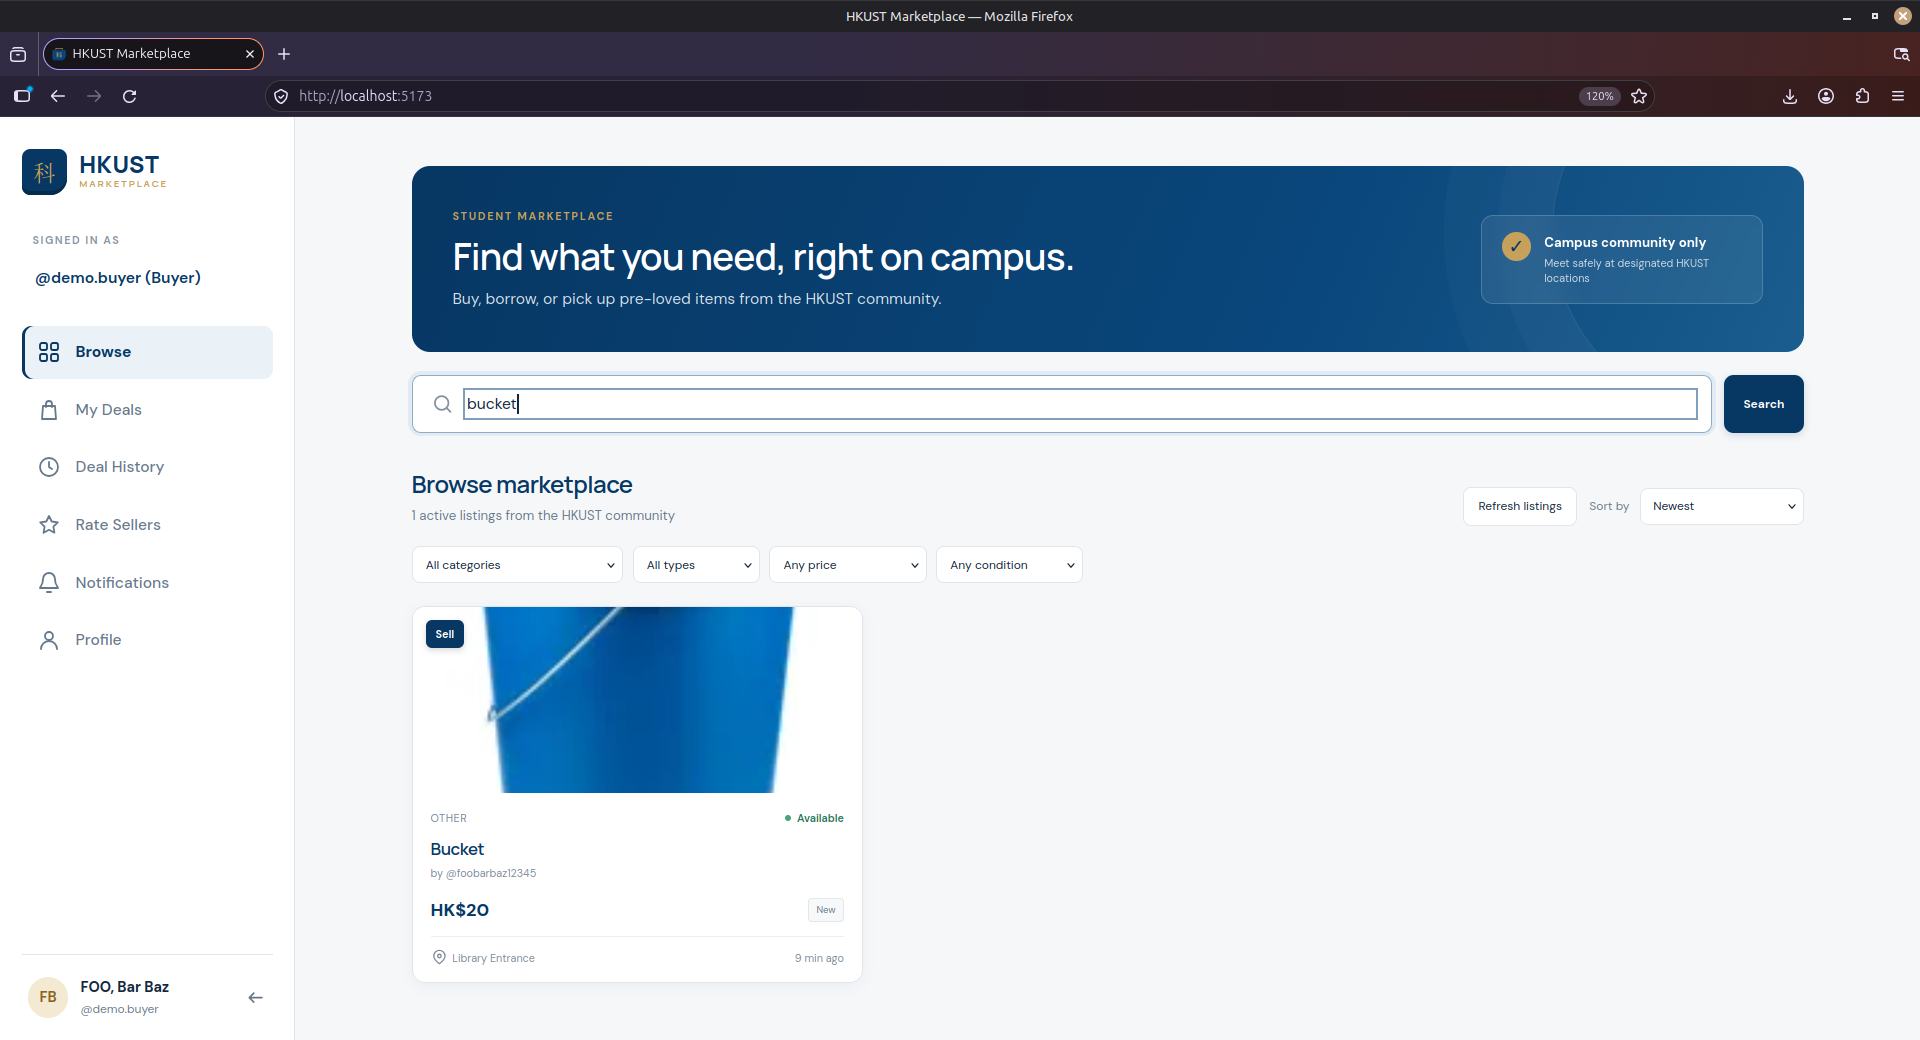 HKUST Marketplace — Mozilla Firefox
HKUST Marketplace
http://localhost:5173
120%
科
HKUST
MARKETPLACE
SIGNED IN AS
@demo.buyer (Buyer)
Browse
My Deals
Deal History
Rate Sellers
Notifications
Profile
FB
FOO, Bar Baz
@demo.buyer
STUDENT MARKETPLACE
Find what you need, right on campus.
Buy, borrow, or pick up pre-loved items from the HKUST community.
✓
Campus community only
Meet safely at designated HKUST
locations
bucket
Search
Browse marketplace
1 active listings from the HKUST community
Refresh listings
Sort by
Newest
All categories
All types
Any price
Any condition
Sell
OTHER
Available
Bucket
by @foobarbaz12345
HK$20
New
Library Entrance
9 min ago